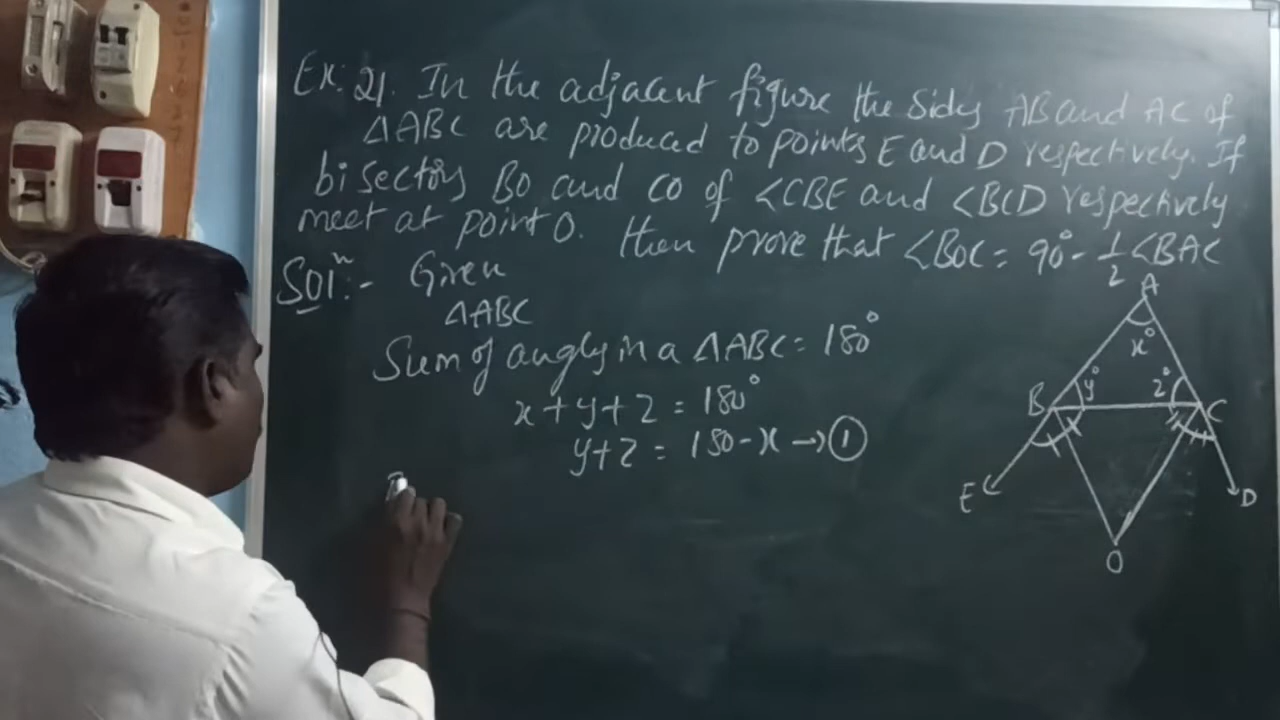 Ex: 21. In the adjacent figure the sides AB and AC of
ΔABC are produced to points E and D respectively. If
bisectors BO and CO of ∠CBE and ∠BCD respectively
meet at point O. then prove that ∠BOC = 90° - 1/2 ∠BAC
Solⁿ:- Given
ΔABC
Sum of angles in a ΔABC = 180°
x + y + z = 180°
y + z = 180 - x → ①
A
x°
B y° z° C
E D
O